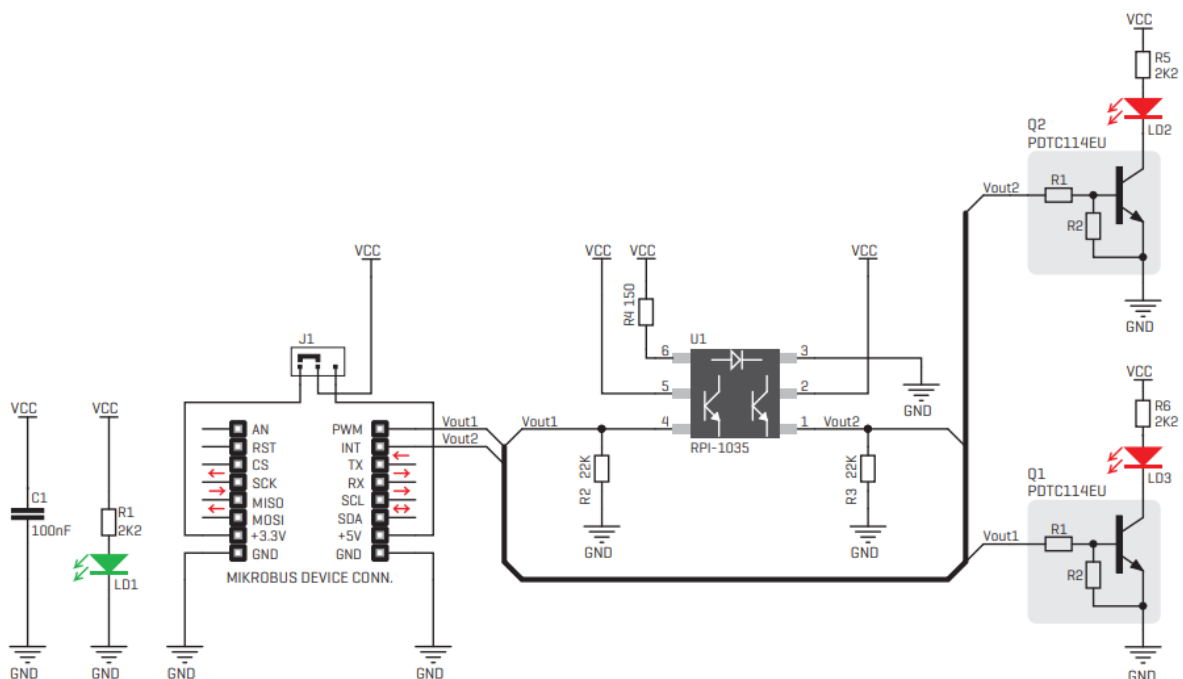 VCC
R5
2K2
LD2
Q2
PDTC114EU
Vout2
R1
R2
GND
VCC
VCC
VCC
VCC
R4 150
J1
U1
6
3
5
2
4
1
RPI-1035
GND
Vout1
Vout2
R2 22K
R3 22K
GND
GND
VCC
VCC
C1
100nF
R1
2K2
LD1
GND
GND
AN
RST
CS
SCK
MISO
MOSI
+3.3V
GND
PWM
INT
TX
RX
SCL
SDA
+5V
GND
Vout1
Vout2
MIKROBUS DEVICE CONN.
GND
GND
VCC
R6
2K2
LD3
Q1
PDTC114EU
Vout1
R1
R2
GND